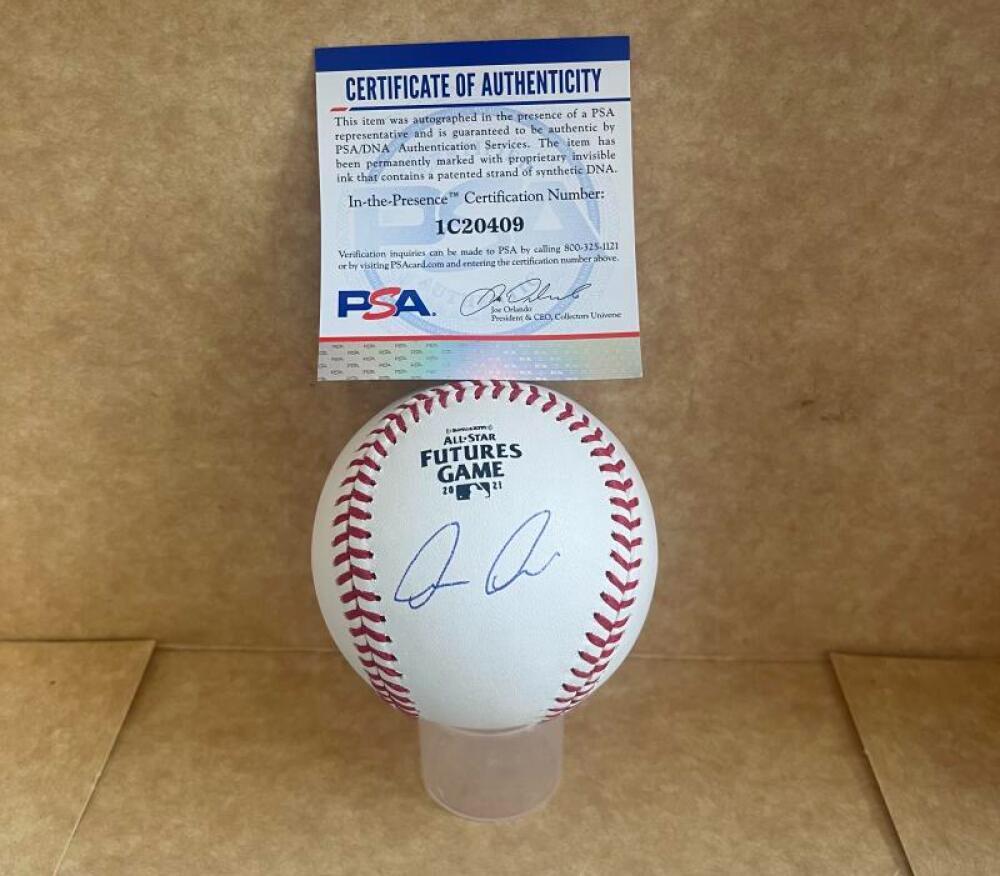 CERTIFICATE OF AUTHENTICITY
This item was autographed in the presence of a PSA
representative and is guaranteed to be authentic by
PSA/DNA Authentication Services. The item has
been permanently marked with proprietary invisible
ink that contains a patented strand of synthetic DNA.
In-the-Presence™ Certification Number:
1C20409
Verification inquiries can be made to PSA by calling 800-325-1121
or by visiting PSAcard.com and entering the certification number above.
PSA.
Joe Orlando
President & CEO, Collectors Universe
ALL-STAR
FUTURES
GAME
20 21